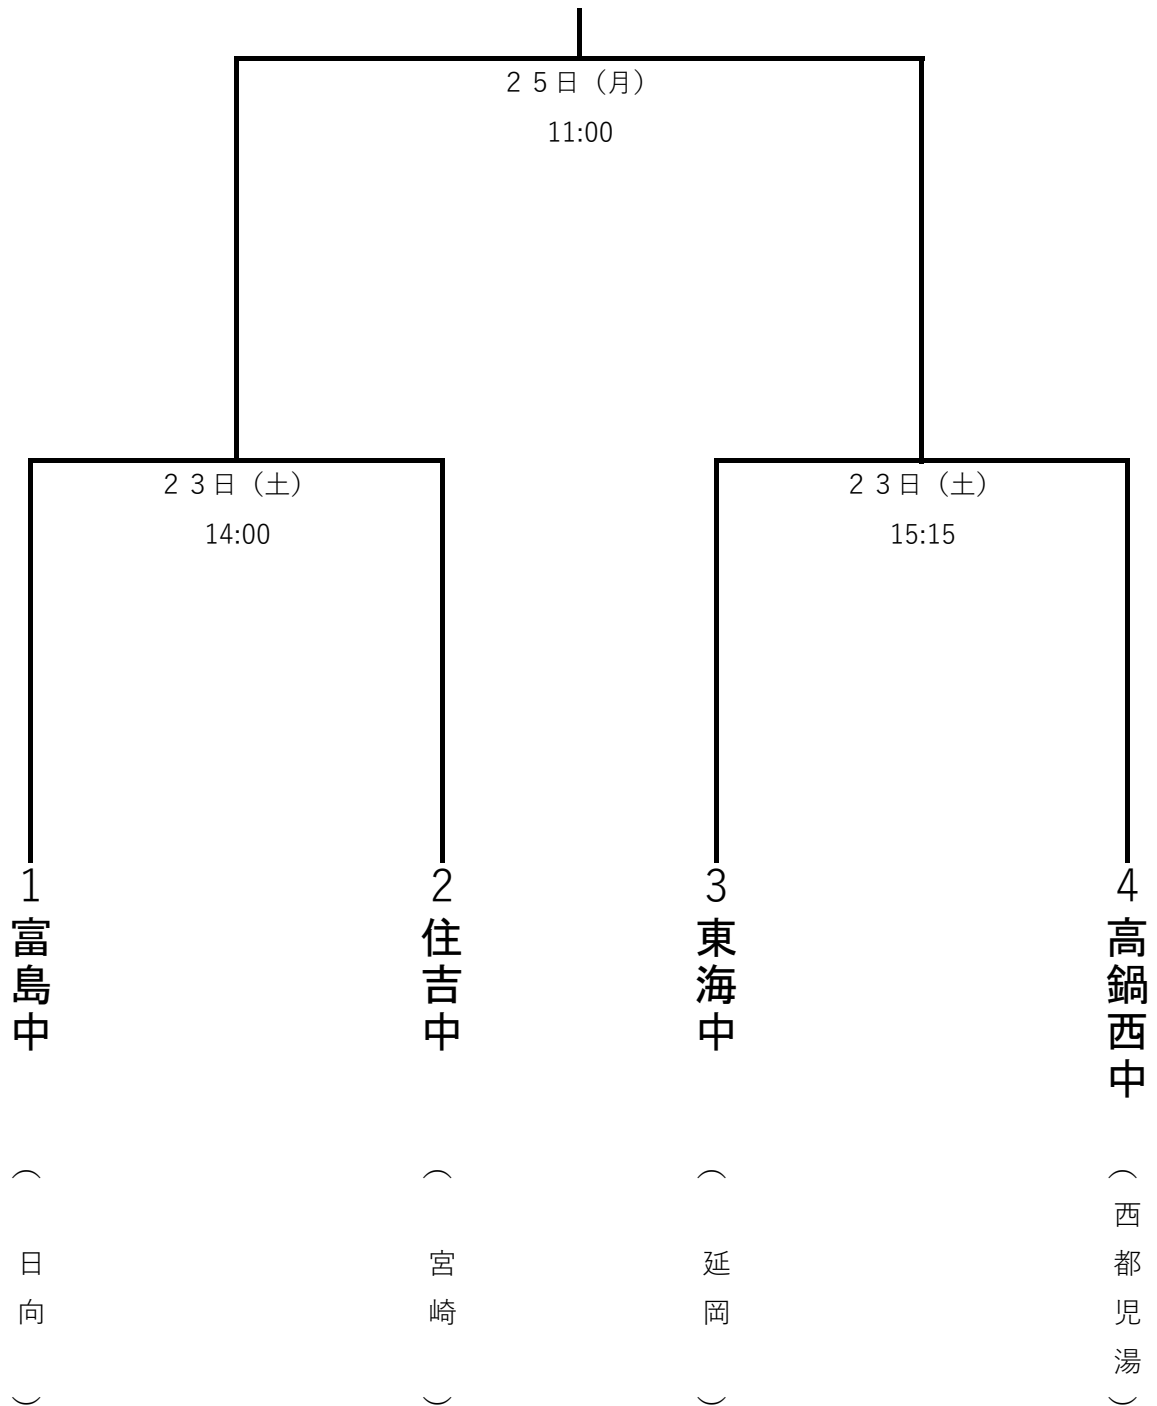 ２５日（月）
11:00
２３日（土）
14:00
２３日（土）
15:15
1
富島中
（日向）
2
住吉中
（宮崎）
3
東海中
（延岡）
4
高鍋西中
（西都児湯）